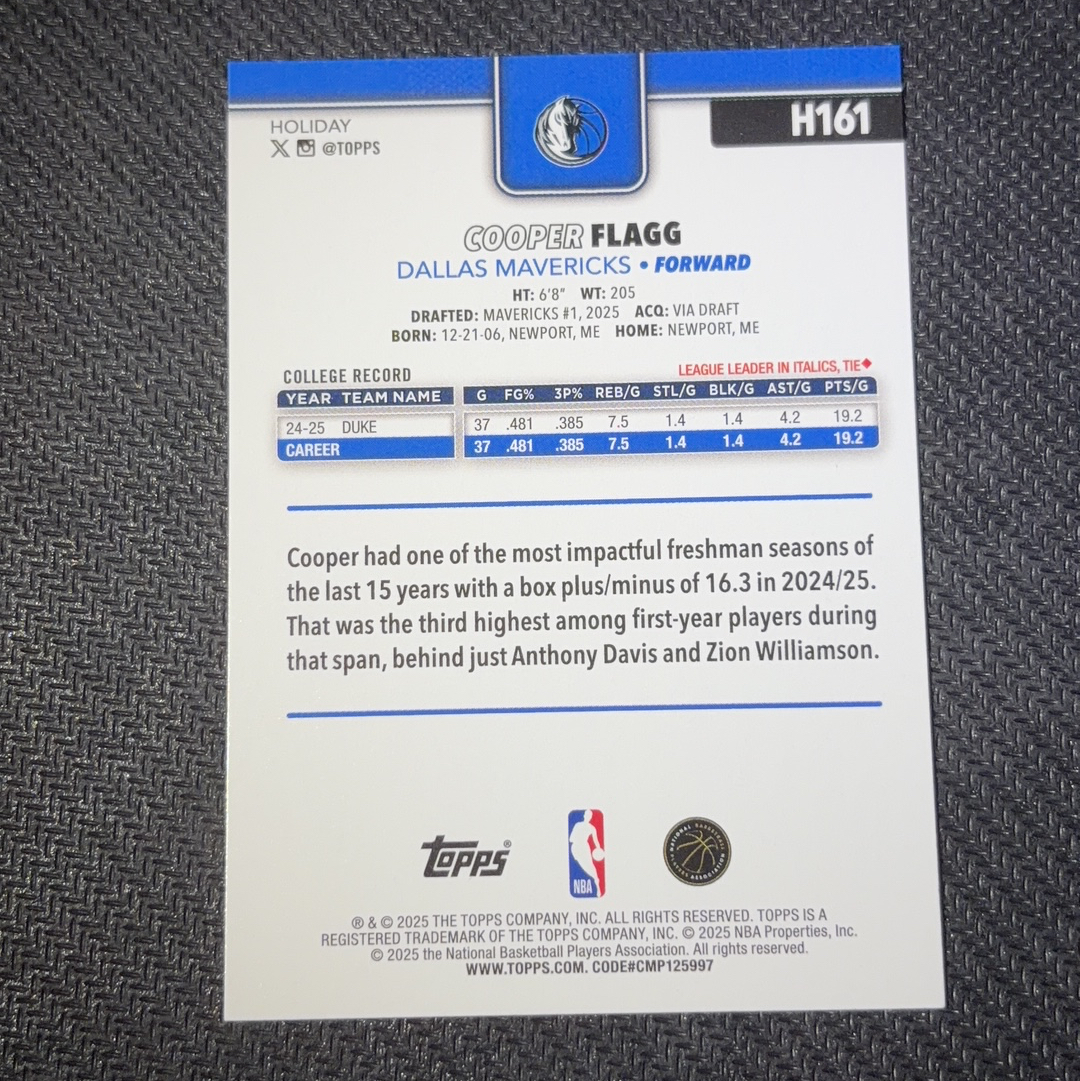 HOLIDAY
H161
X @TOPPS
COOPER FLAGG
DALLAS MAVERICKS • FORWARD
HT: 6'8" WT: 205
DRAFTED: MAVERICKS #1, 2025 ACQ: VIA DRAFT
BORN: 12-21-06, NEWPORT, ME HOME: NEWPORT, ME
COLLEGE RECORD
LEAGUE LEADER IN ITALICS, TIE◆
YEAR TEAM NAME G FG% 3P% REB/G STL/G BLK/G AST/G PTS/G
24-25 DUKE 37 .481 .385 7.5 1.4 1.4 4.2 19.2
CAREER 37 .481 .385 7.5 1.4 1.4 4.2 19.2
Cooper had one of the most impactful freshman seasons of
the last 15 years with a box plus/minus of 16.3 in 2024/25.
That was the third highest among first-year players during
that span, behind just Anthony Davis and Zion Williamson.
TOPPS®
NBA
NATIONAL BASKETBALL PLAYERS ASSOCIATION
® & © 2025 THE TOPPS COMPANY, INC. ALL RIGHTS RESERVED. TOPPS IS A
REGISTERED TRADEMARK OF THE TOPPS COMPANY, INC. © 2025 NBA Properties, Inc.
© 2025 the National Basketball Players Association. All rights reserved.
WWW.TOPPS.COM. CODE#CMP125997